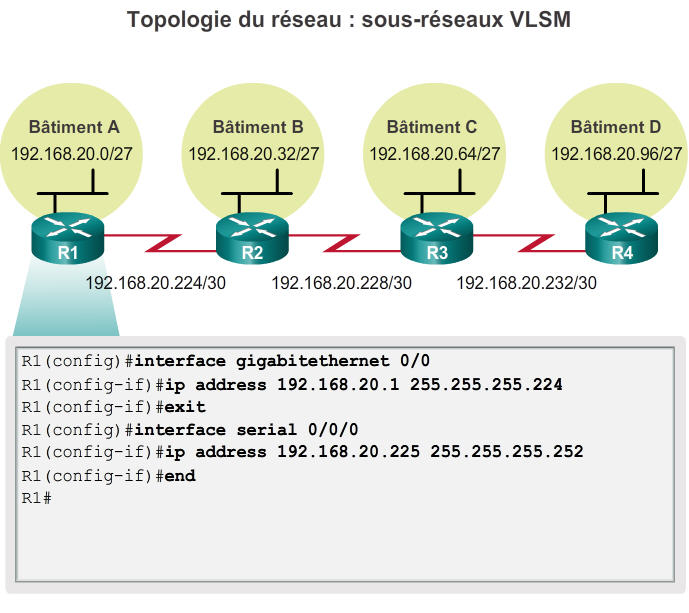 Topologie du réseau : sous-réseaux VLSM
Bâtiment A
192.168.20.0/27
Bâtiment B
192.168.20.32/27
Bâtiment C
192.168.20.64/27
Bâtiment D
192.168.20.96/27
R1
R2
R3
R4
192.168.20.224/30
192.168.20.228/30
192.168.20.232/30
R1(config)#interface gigabitethernet 0/0
R1(config-if)#ip address 192.168.20.1 255.255.255.224
R1(config-if)#exit
R1(config)#interface serial 0/0/0
R1(config-if)#ip address 192.168.20.225 255.255.255.252
R1(config-if)#end
R1#